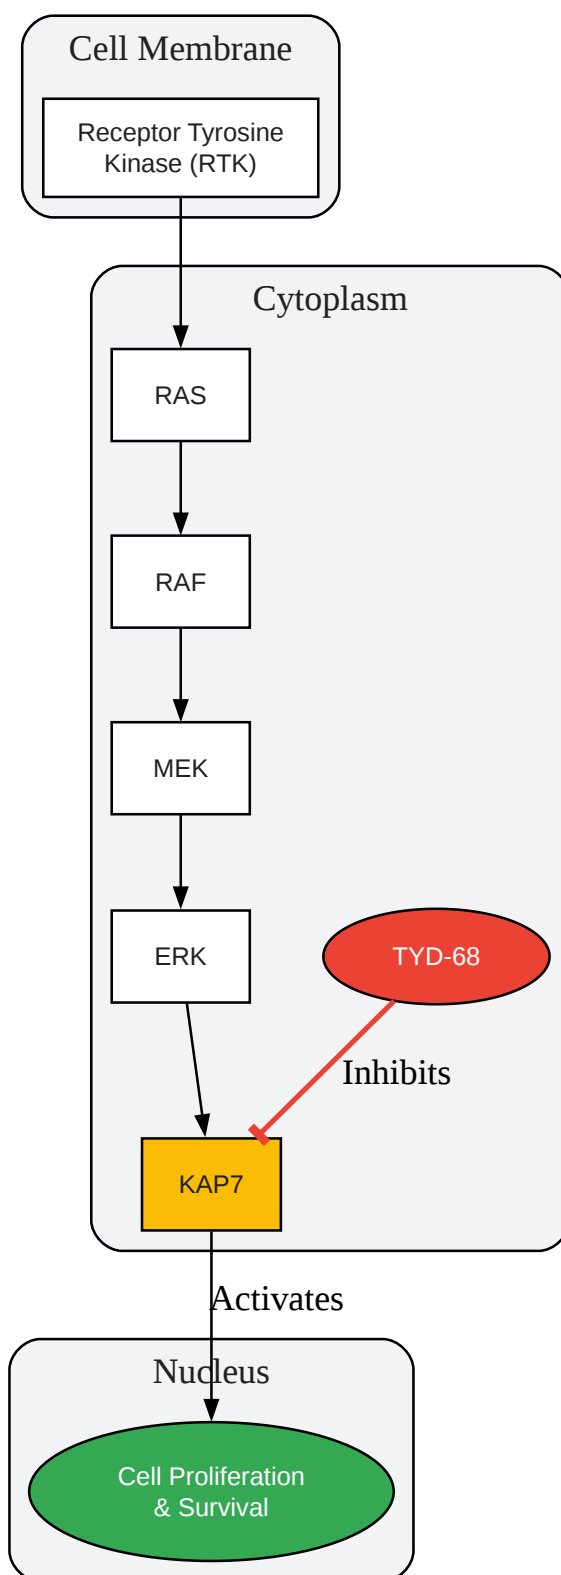 Cell Membrane
Receptor Tyrosine
Kinase (RTK)
Cytoplasm
RAS
RAF
MEK
ERK
TYD-68
Inhibits
KAP7
Activates
Nucleus
Cell Proliferation
& Survival